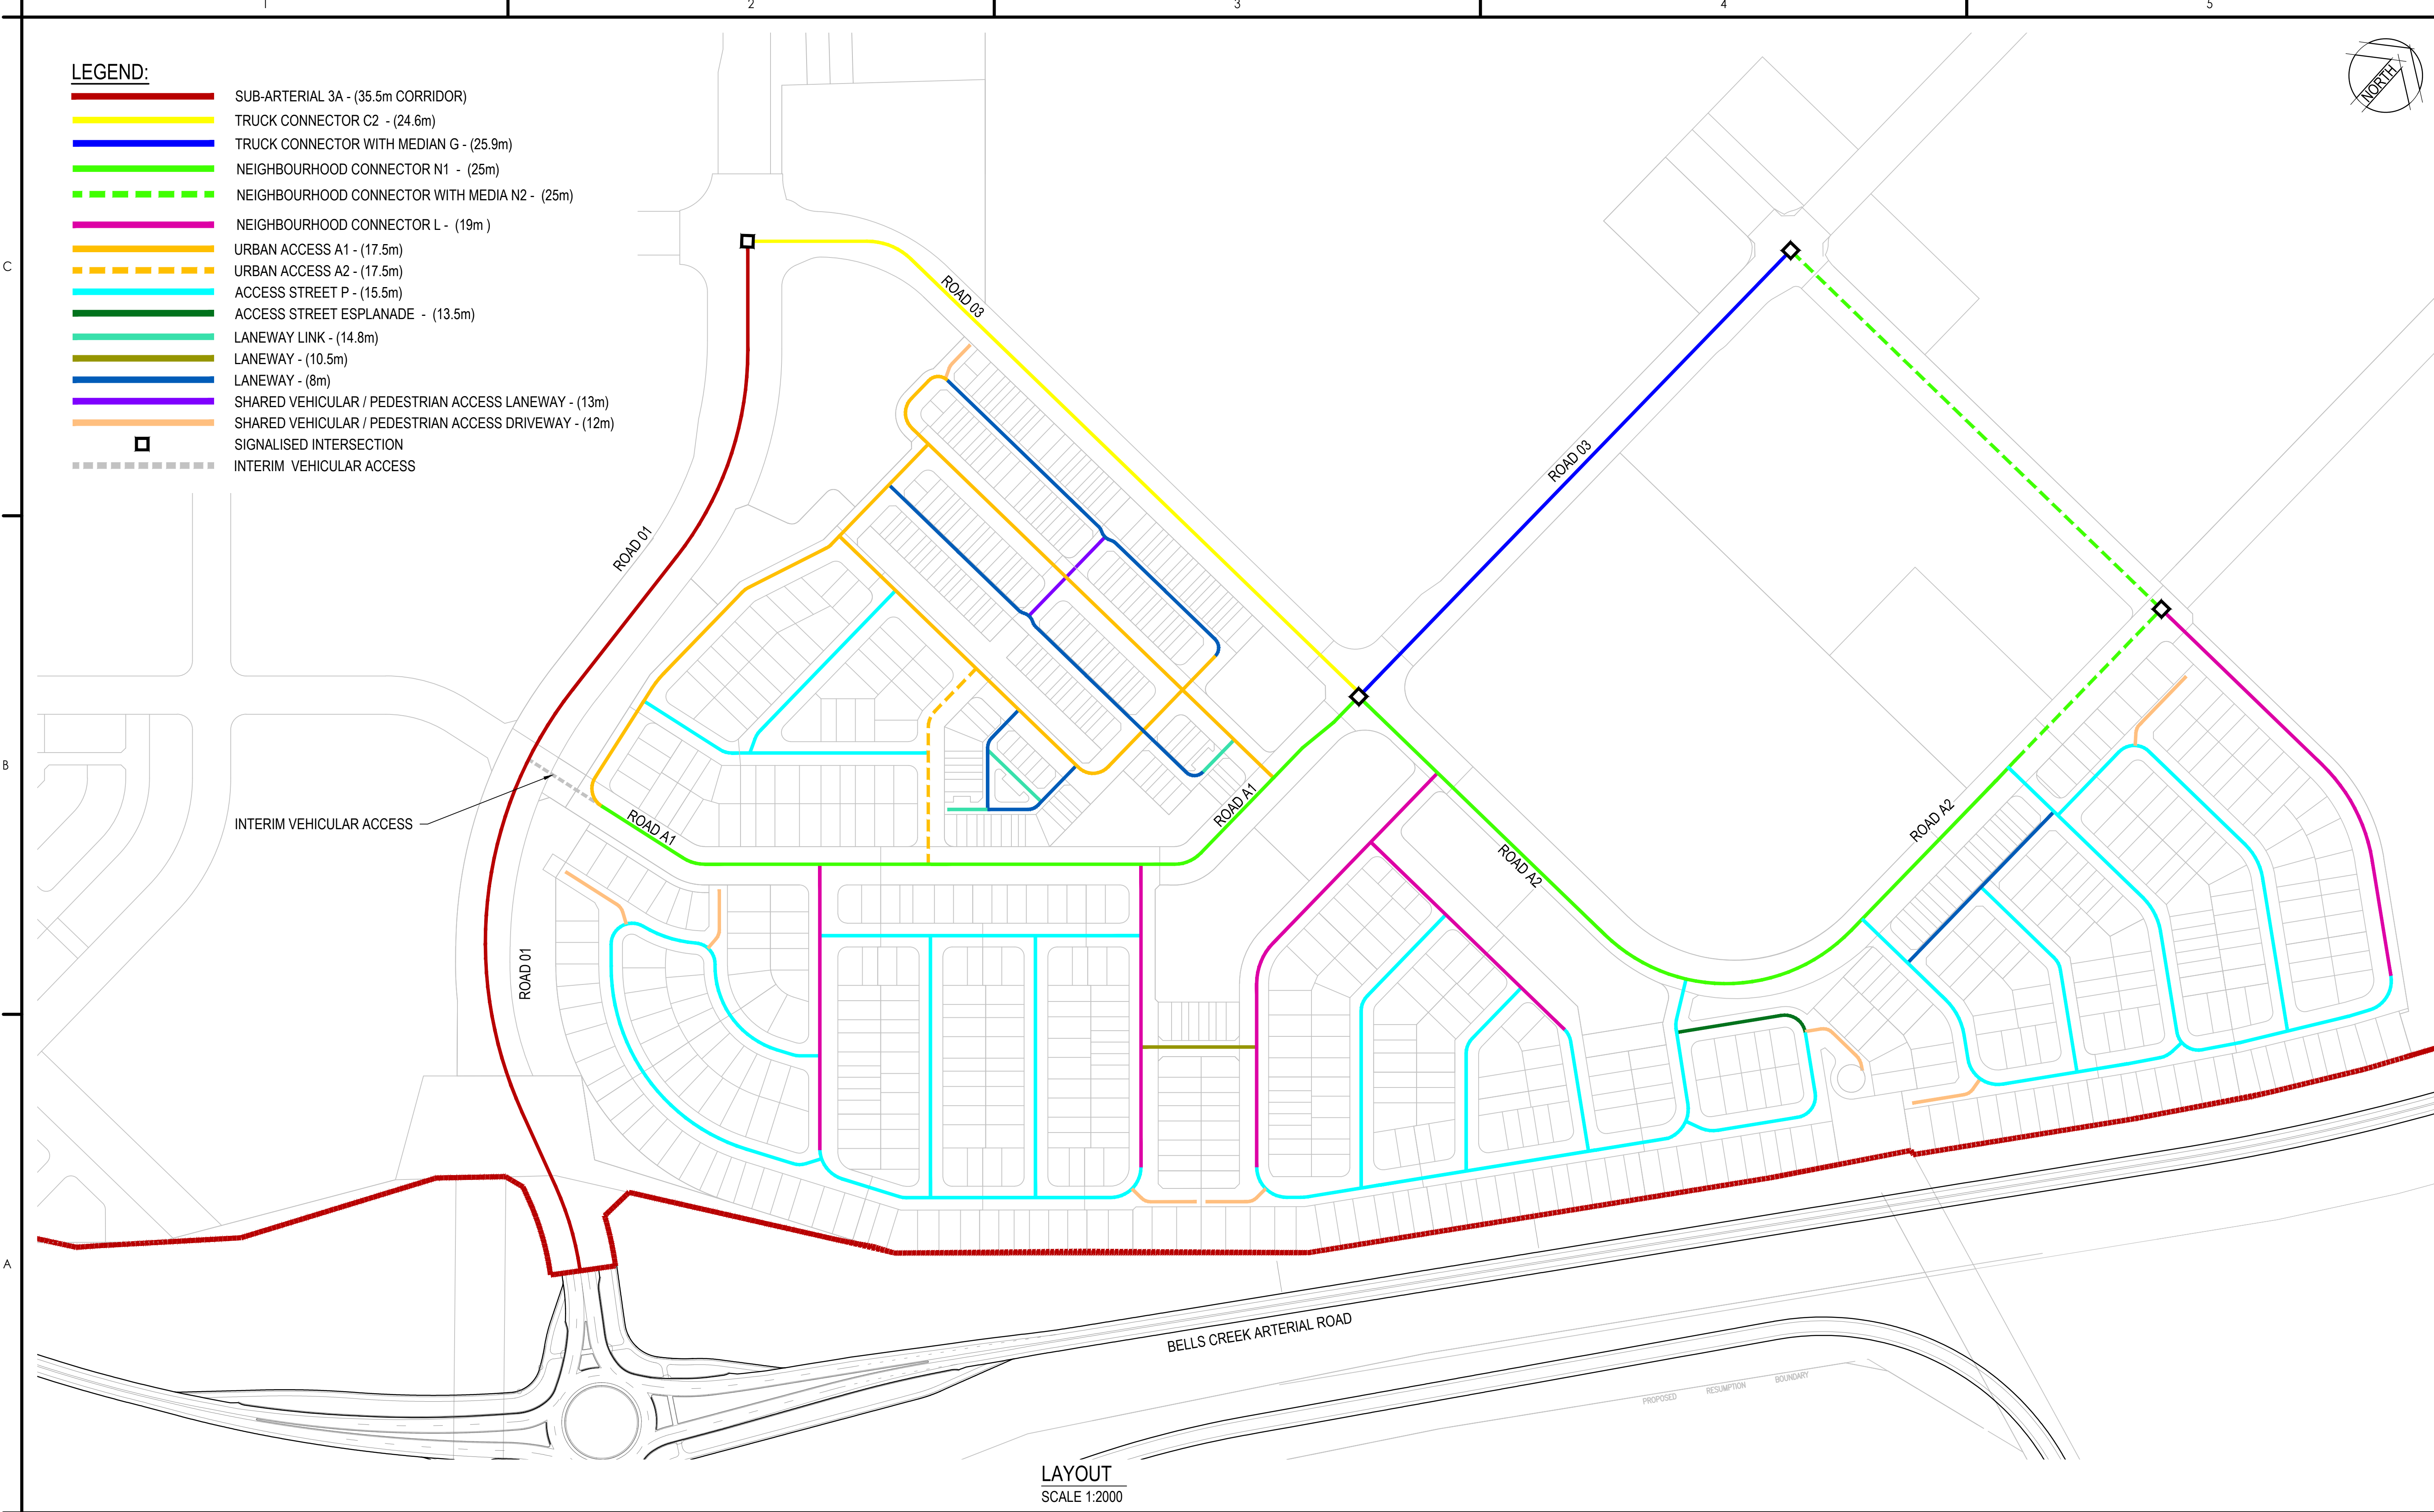 1 2 3 4 5
LEGEND:
SUB-ARTERIAL 3A - (35.5m CORRIDOR)
TRUCK CONNECTOR C2 - (24.6m)
TRUCK CONNECTOR WITH MEDIAN G - (25.9m)
NEIGHBOURHOOD CONNECTOR N1 - (25m)
NEIGHBOURHOOD CONNECTOR WITH MEDIA N2 - (25m)
NEIGHBOURHOOD CONNECTOR L - (19m )
URBAN ACCESS A1 - (17.5m)
URBAN ACCESS A2 - (17.5m)
ACCESS STREET P - (15.5m)
ACCESS STREET ESPLANADE - (13.5m)
LANEWAY LINK - (14.8m)
LANEWAY - (10.5m)
LANEWAY - (8m)
SHARED VEHICULAR / PEDESTRIAN ACCESS LANEWAY - (13m)
SHARED VEHICULAR / PEDESTRIAN ACCESS DRIVEWAY - (12m)
SIGNALISED INTERSECTION
INTERIM VEHICULAR ACCESS
NORTH
C
ROAD 03
ROAD 03
ROAD 01
B
INTERIM VEHICULAR ACCESS
ROAD A1
ROAD A1
ROAD A2
ROAD A2
ROAD 01
A
BELLS CREEK ARTERIAL ROAD
PROPOSED RESUMPTION BOUNDARY
LAYOUT
SCALE 1:2000